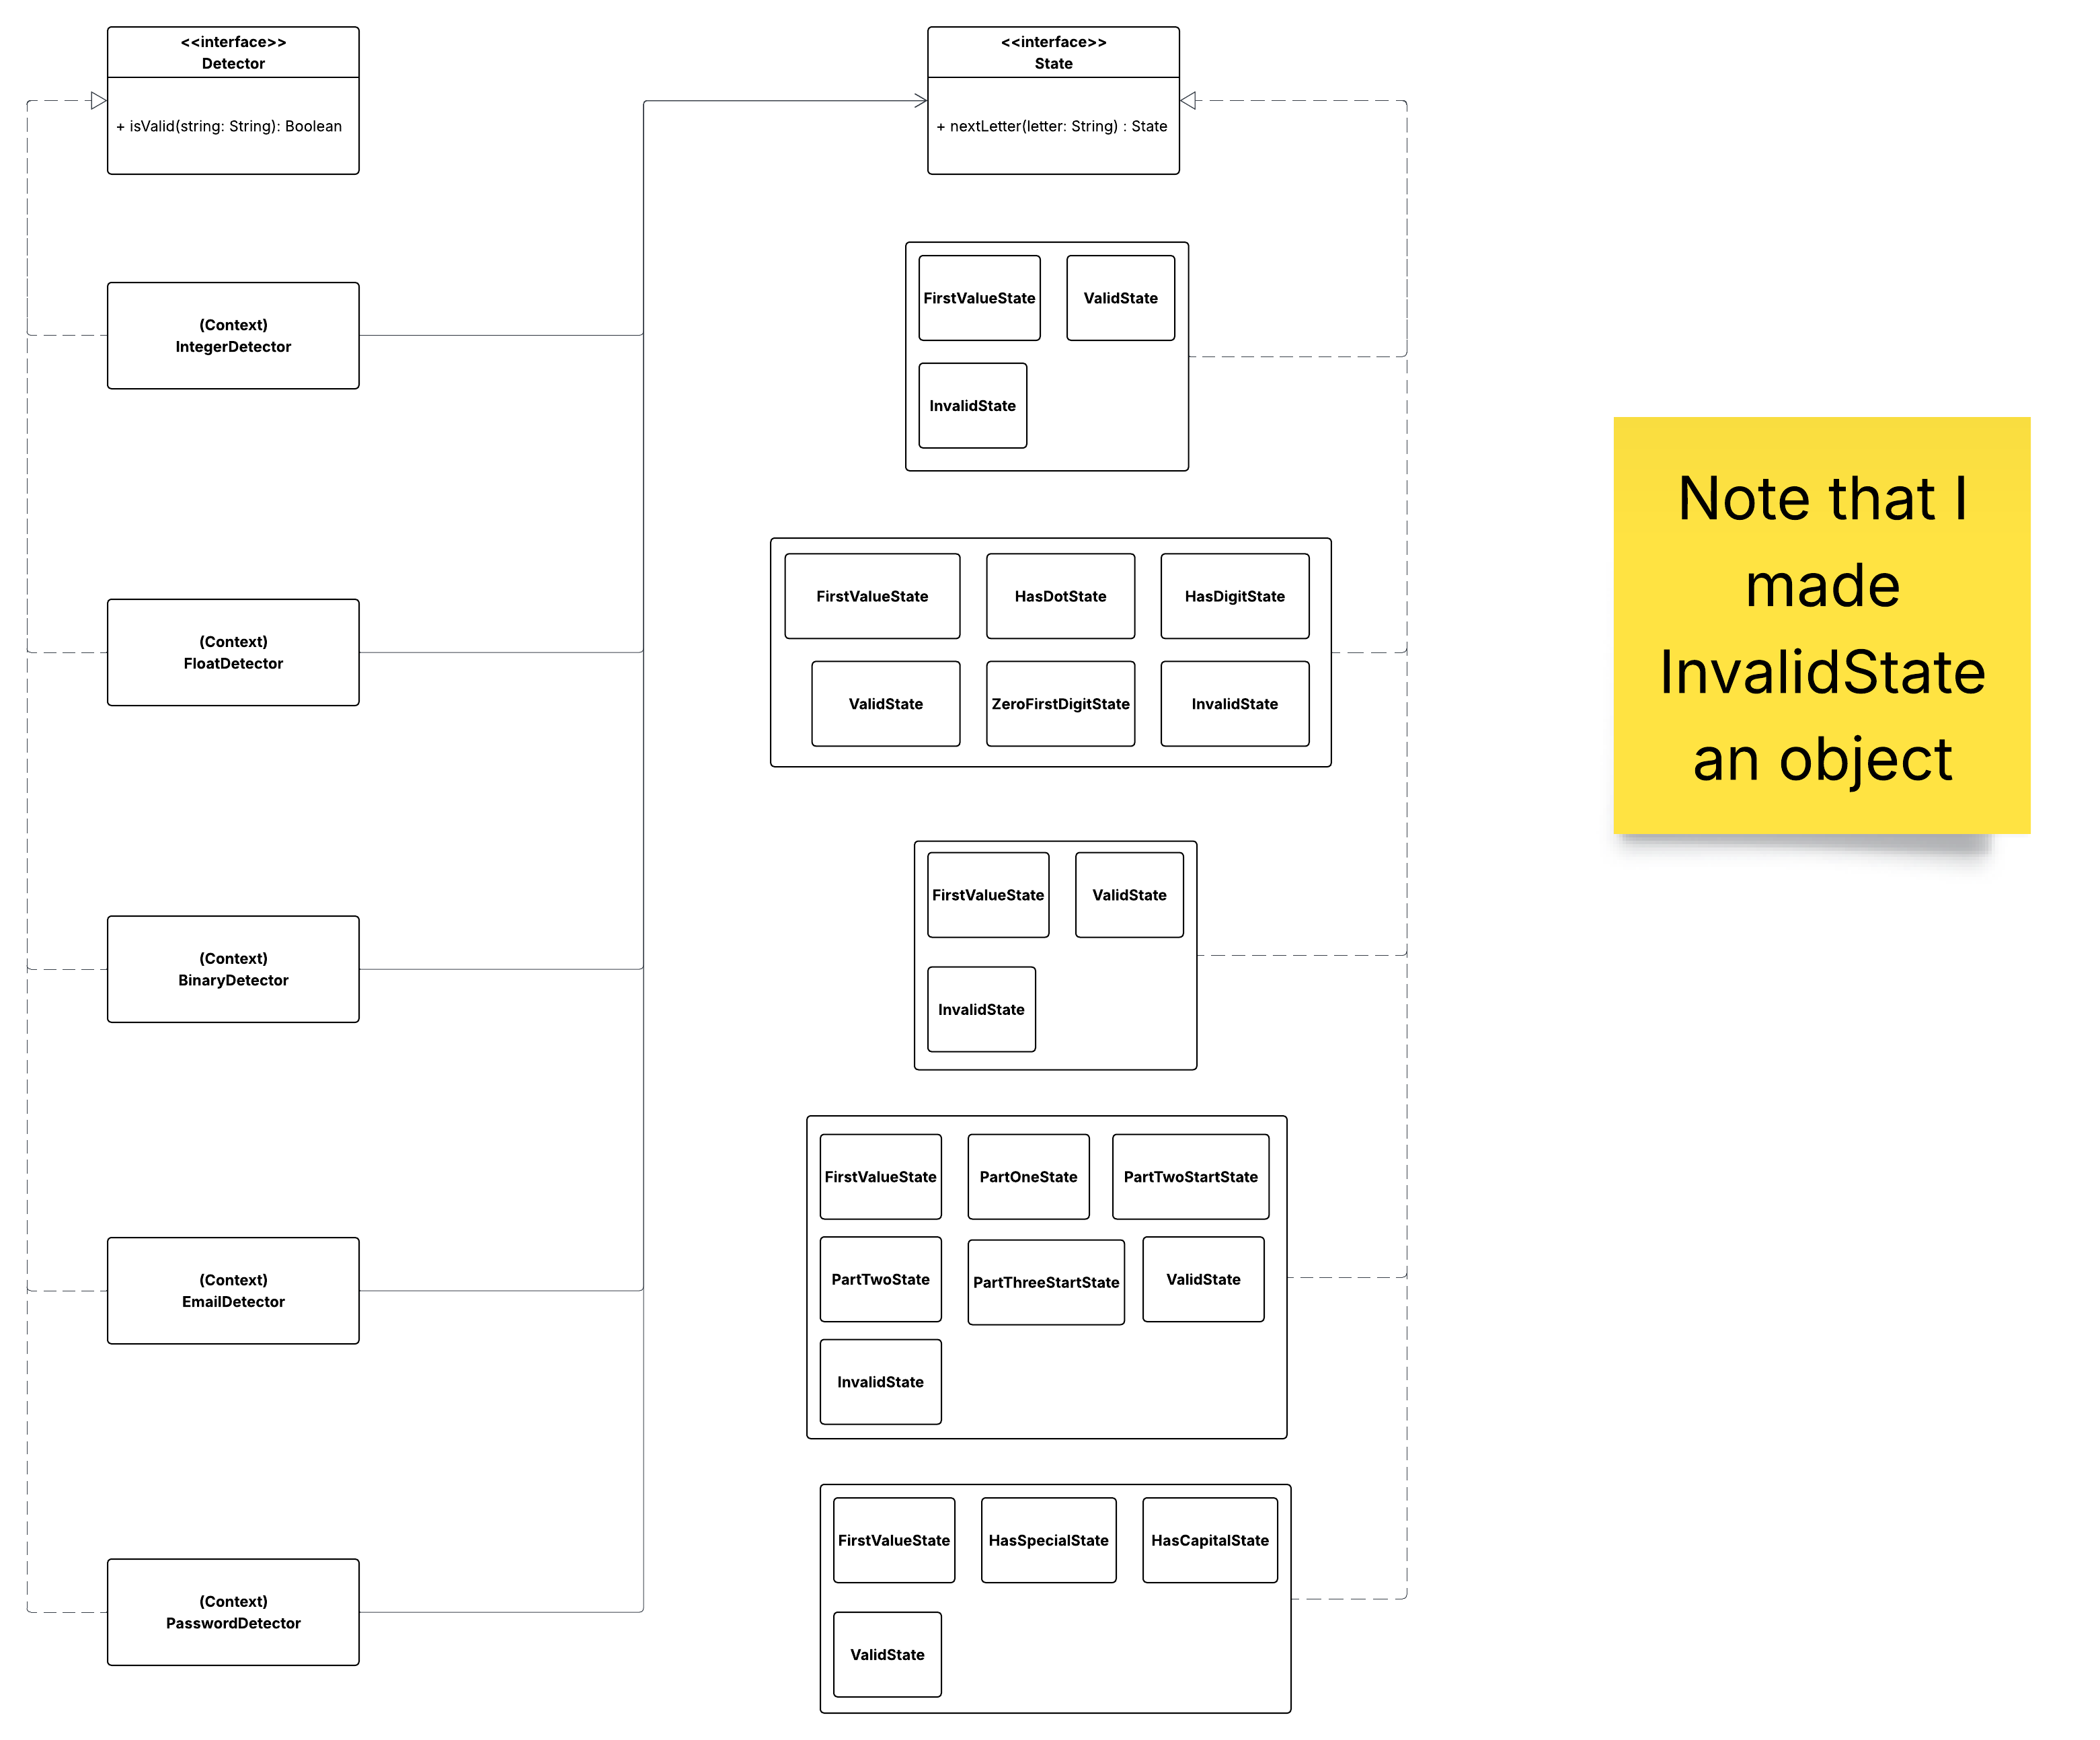 <<interface>>
Detector
+ isValid(string: String): Boolean
<<interface>>
State
+ nextLetter(letter: String) : State
(Context)
IntegerDetector
FirstValueState
ValidState
InvalidState
Note that I
made
InvalidState
an object
(Context)
FloatDetector
FirstValueState
HasDotState
HasDigitState
ValidState
ZeroFirstDigitState
InvalidState
(Context)
BinaryDetector
FirstValueState
ValidState
InvalidState
(Context)
EmailDetector
FirstValueState
PartOneState
PartTwoStartState
PartTwoState
PartThreeStartState
ValidState
InvalidState
(Context)
PasswordDetector
FirstValueState
HasSpecialState
HasCapitalState
ValidState